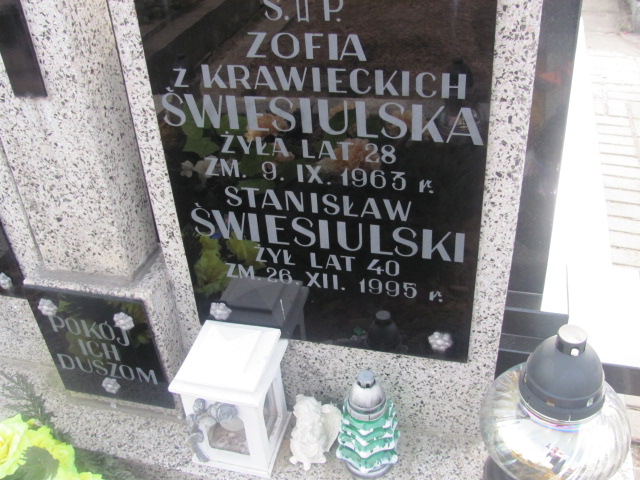 Ś. † P.
ZOFIA
Z KRAWIECKICH
ŚWIESIULSKA
ŻYŁA LAT 28
ZM. 9. IX. 1963 r.
STANISŁAW
ŚWIESIULSKI
ŻYŁ LAT 40
ZM. 26. XII. 1995 r.
POKÓJ
ICH
DUSZOM